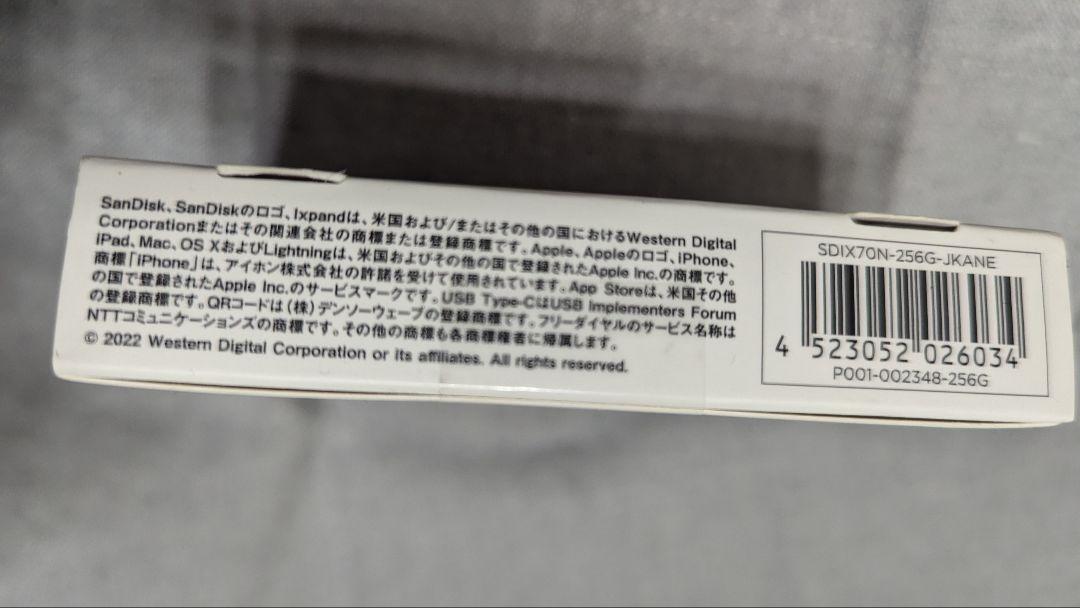 SanDisk、SanDiskのロゴ、Ixpandは、米国および/またはその他の国におけるWestern Digital
Corporationまたはその関連会社の商標または登録商標です。Apple、Appleのロゴ、iPhone、
iPad、Mac、OS XおよびLightningは、米国およびその他の国で登録されたApple Inc.の商標です。
商標「iPhone」は、アイホン株式会社の許諾を受けて使用されています。App Storeは、米国その他
の国で登録されたApple Inc.のサービスマークです。USB Type-CはUSB Implementers Forum
の登録商標です。QRコードは(株)デンソーウェーブの登録商標です。フリーダイヤルのサービス名称は
NTTコミュニケーションズの商標です。その他の商標も各商標権者に帰属します。
© 2022 Western Digital Corporation or its affiliates. All rights reserved.
SDIX70N-256G-JKANE
4 523052 026034
P001-002348-256G